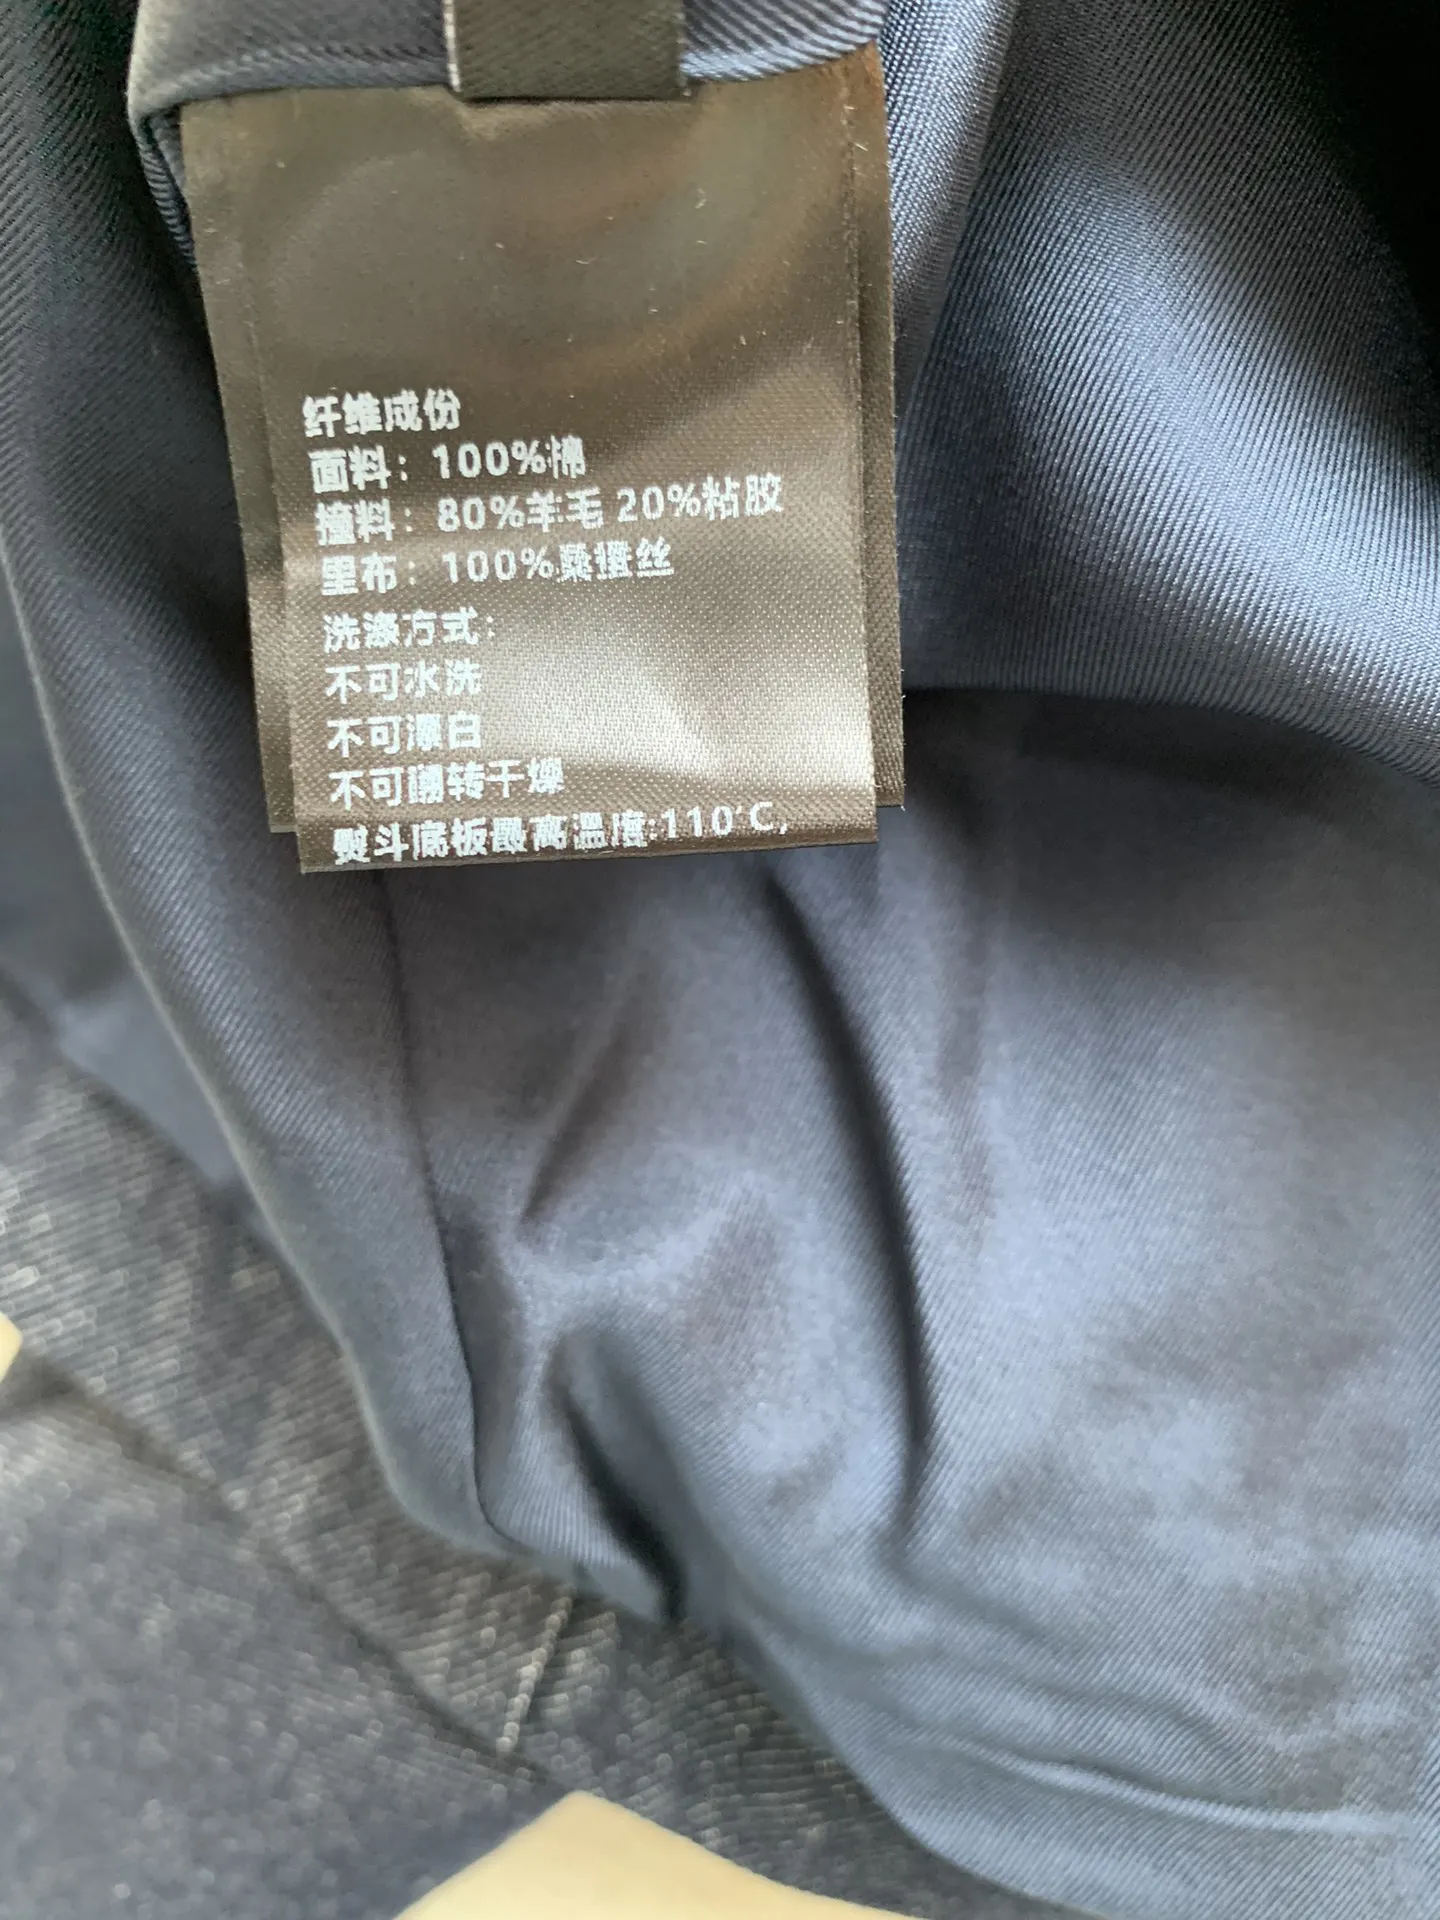 纤维成份
面料：100%棉
撞料：80%羊毛 20%粘胶
里布：100%桑蚕丝
洗涤方式：
不可水洗
不可漂白
不可翻转干燥
熨斗底板最高温度:110℃,